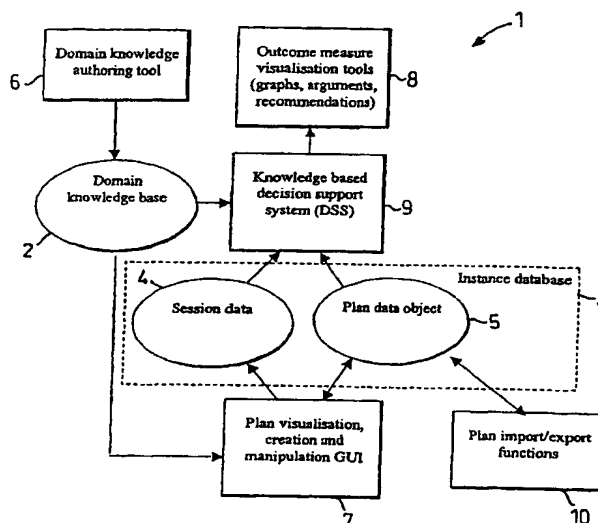 1
Domain knowledge
authoring tool
6
Outcome measure
visualisation tools
(graphs, arguments,
recommendations)
8
Domain
knowledge base
2
Knowledge based
decision support
system (DSS)
9
Instance database
4
Session data
Plan data object
5
Plan visualisation,
creation and
manipulation GUI
7
Plan import/export
functions
10